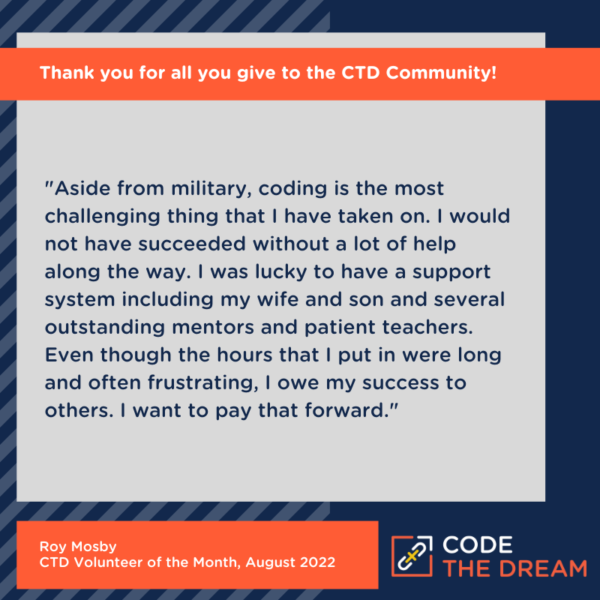 Thank you for all you give to the CTD Community!
"Aside from military, coding is the most
challenging thing that I have taken on. I would
not have succeeded without a lot of help
along the way. I was lucky to have a support
system including my wife and son and several
outstanding mentors and patient teachers.
Even though the hours that I put in were long
and often frustrating, I owe my success to
others. I want to pay that forward."
Roy Mosby
CTD Volunteer of the Month, August 2022
CODE
THE DREAM